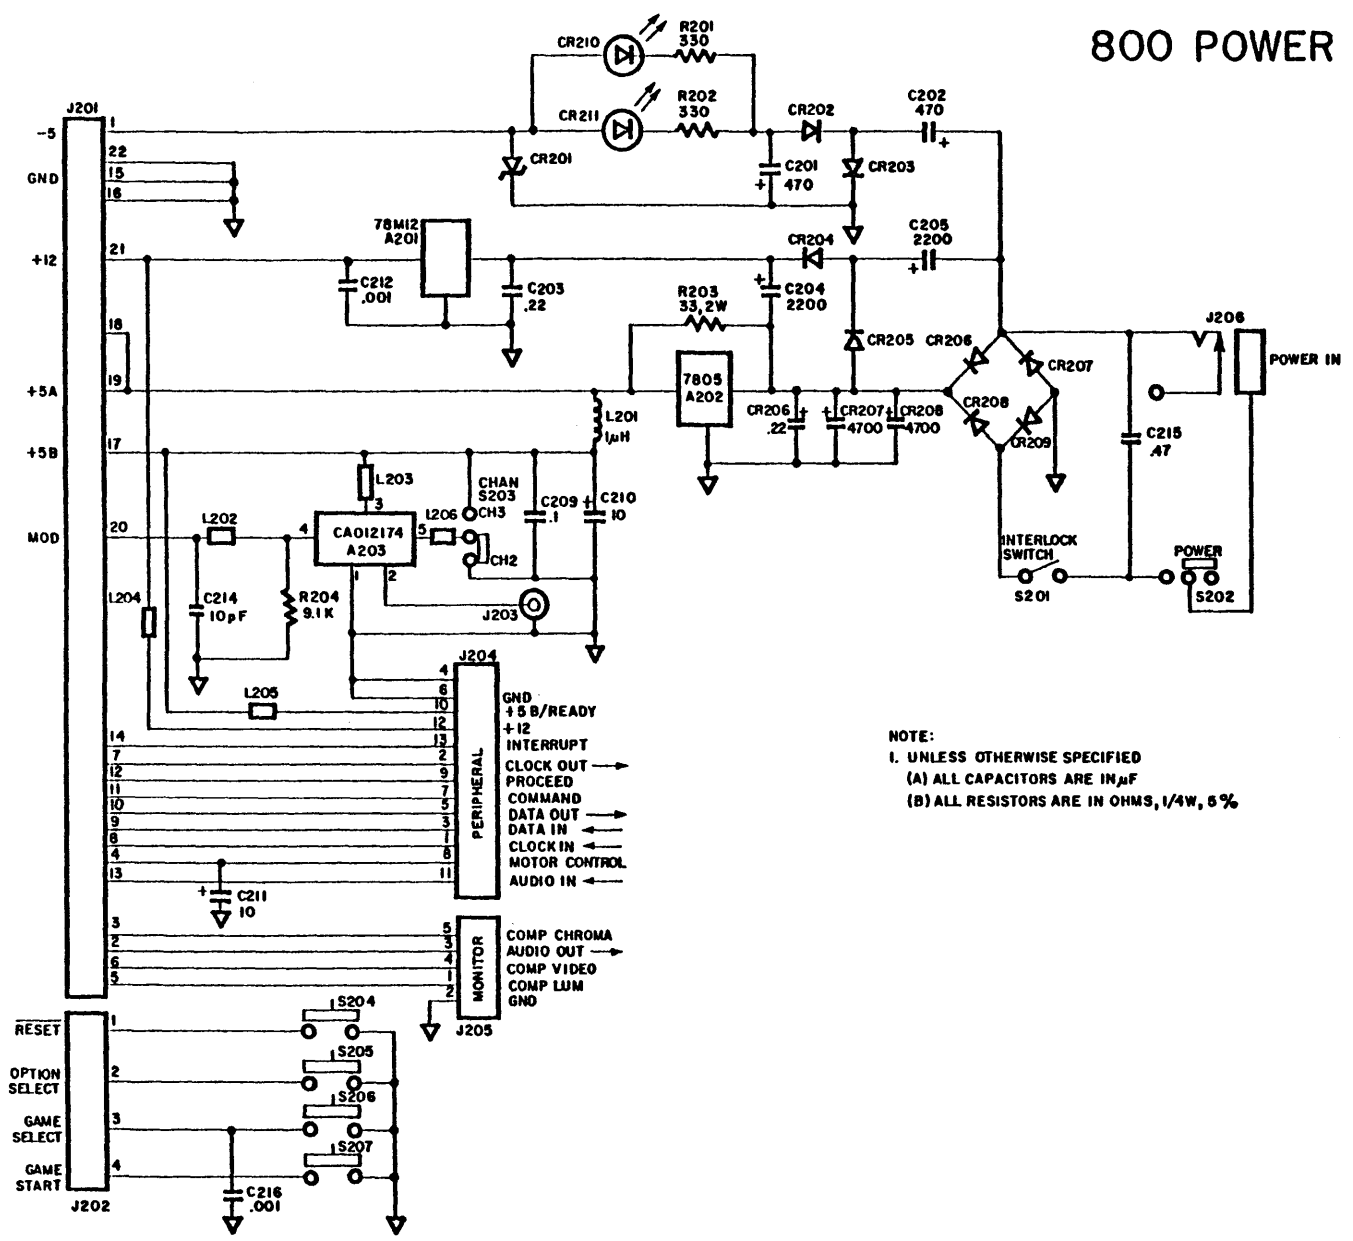 800 POWER
CR210
R201
330
J201
CR211
R202
330
CR202
C202
470
+
-5
1
22
GND
15
16
CR201
C201
+ 470
CR203
78M12
A201
CR204
C205
2200
+
+12
21
C212
.001
C203
.22
+
C204
2200
R203
33, 2W
18
CR205
CR206
J206
POWER IN
CR207
+5A
19
L201
1µH
7805
A202
CR206
.22
+
CR207
4700
+
CR208
4700
+
CR208
CR209
C215
.47
+5B
17
L203
3
CHAN
S203
CH3
L206
C209
.1
+
C210
10
MOD
20
L202
4
CA012174
A203
5
CH2
1
2
INTERLOCK
SWITCH
S201
POWER
S202
L204
C214
10pF
R204
9.1K
J203
J204
4
6
GND
L205
10
+5B/READY
12
+12
14
13
INTERRUPT
7
2
CLOCK OUT
12
9
PROCEED
11
7
COMMAND
10
5
DATA OUT
9
3
DATA IN
8
1
CLOCK IN
4
8
MOTOR CONTROL
13
11
AUDIO IN
PERIPHERAL
+
C211
10
NOTE:
1. UNLESS OTHERWISE SPECIFIED
(A) ALL CAPACITORS ARE IN µF
(B) ALL RESISTORS ARE IN OHMS, 1/4W, 5%
3
5
COMP CHROMA
2
3
AUDIO OUT
6
4
COMP VIDEO
5
1
COMP LUM
2
GND
MONITOR
J205
RESET
1
S204
OPTION
SELECT
2
S205
GAME
SELECT
3
S206
GAME
START
4
S207
C216
.001
J202